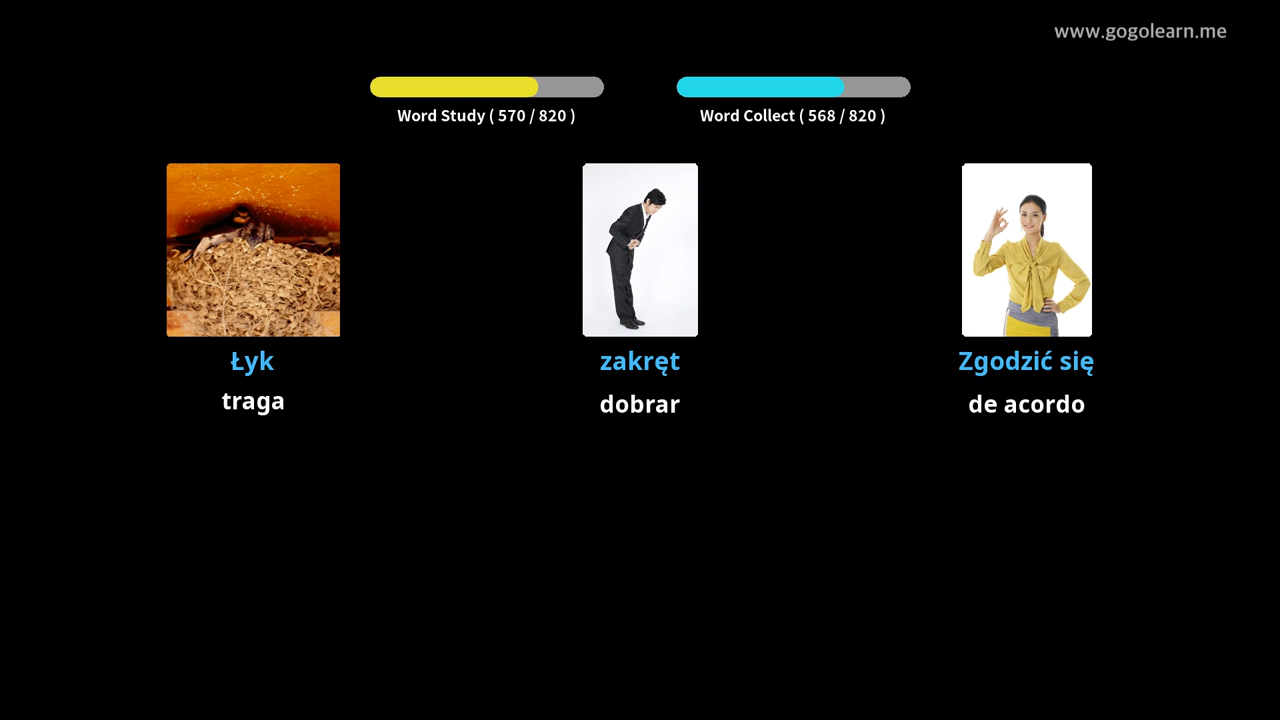 www.gogolearn.me
Word Study ( 570 / 820 )
Word Collect ( 568 / 820 )
Łyk
zakręt
Zgodzić się
traga
dobrar
de acordo